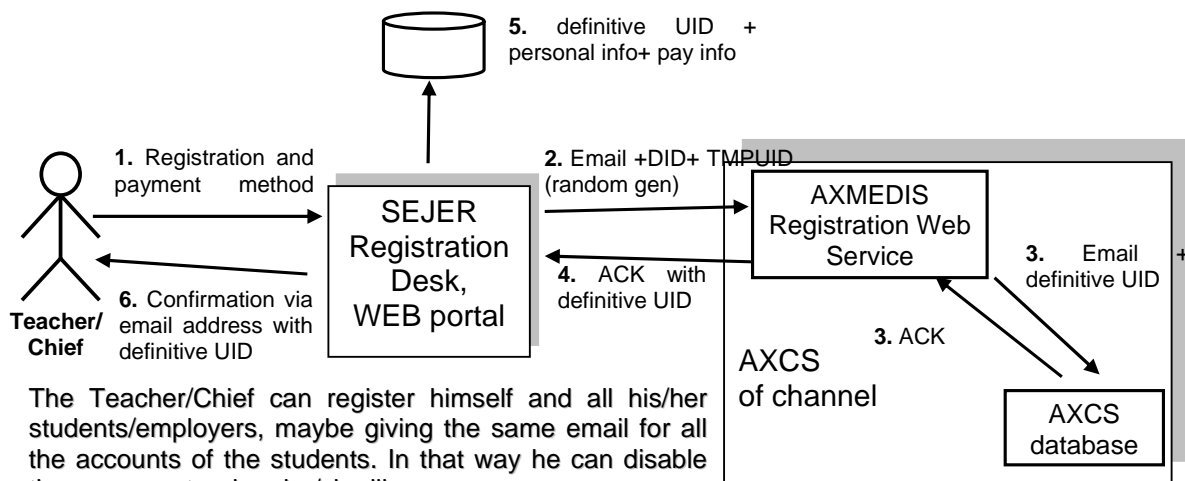 5. definitive UID +
personal info+ pay info
1. Registration and
payment method
2. Email +DID+ TMPUID
(random gen)
SEJER
Registration
Desk,
WEB portal
AXMEDIS
Registration Web
Service
3. Email +
definitive UID
4. ACK with
definitive UID
6. Confirmation via
email address with
definitive UID
Teacher/
Chief
3. ACK
AXCS
of channel
AXCS
database
The Teacher/Chief can register himself and all his/her
students/employers, maybe giving the same email for all
the accounts of the students. In that way he can disable